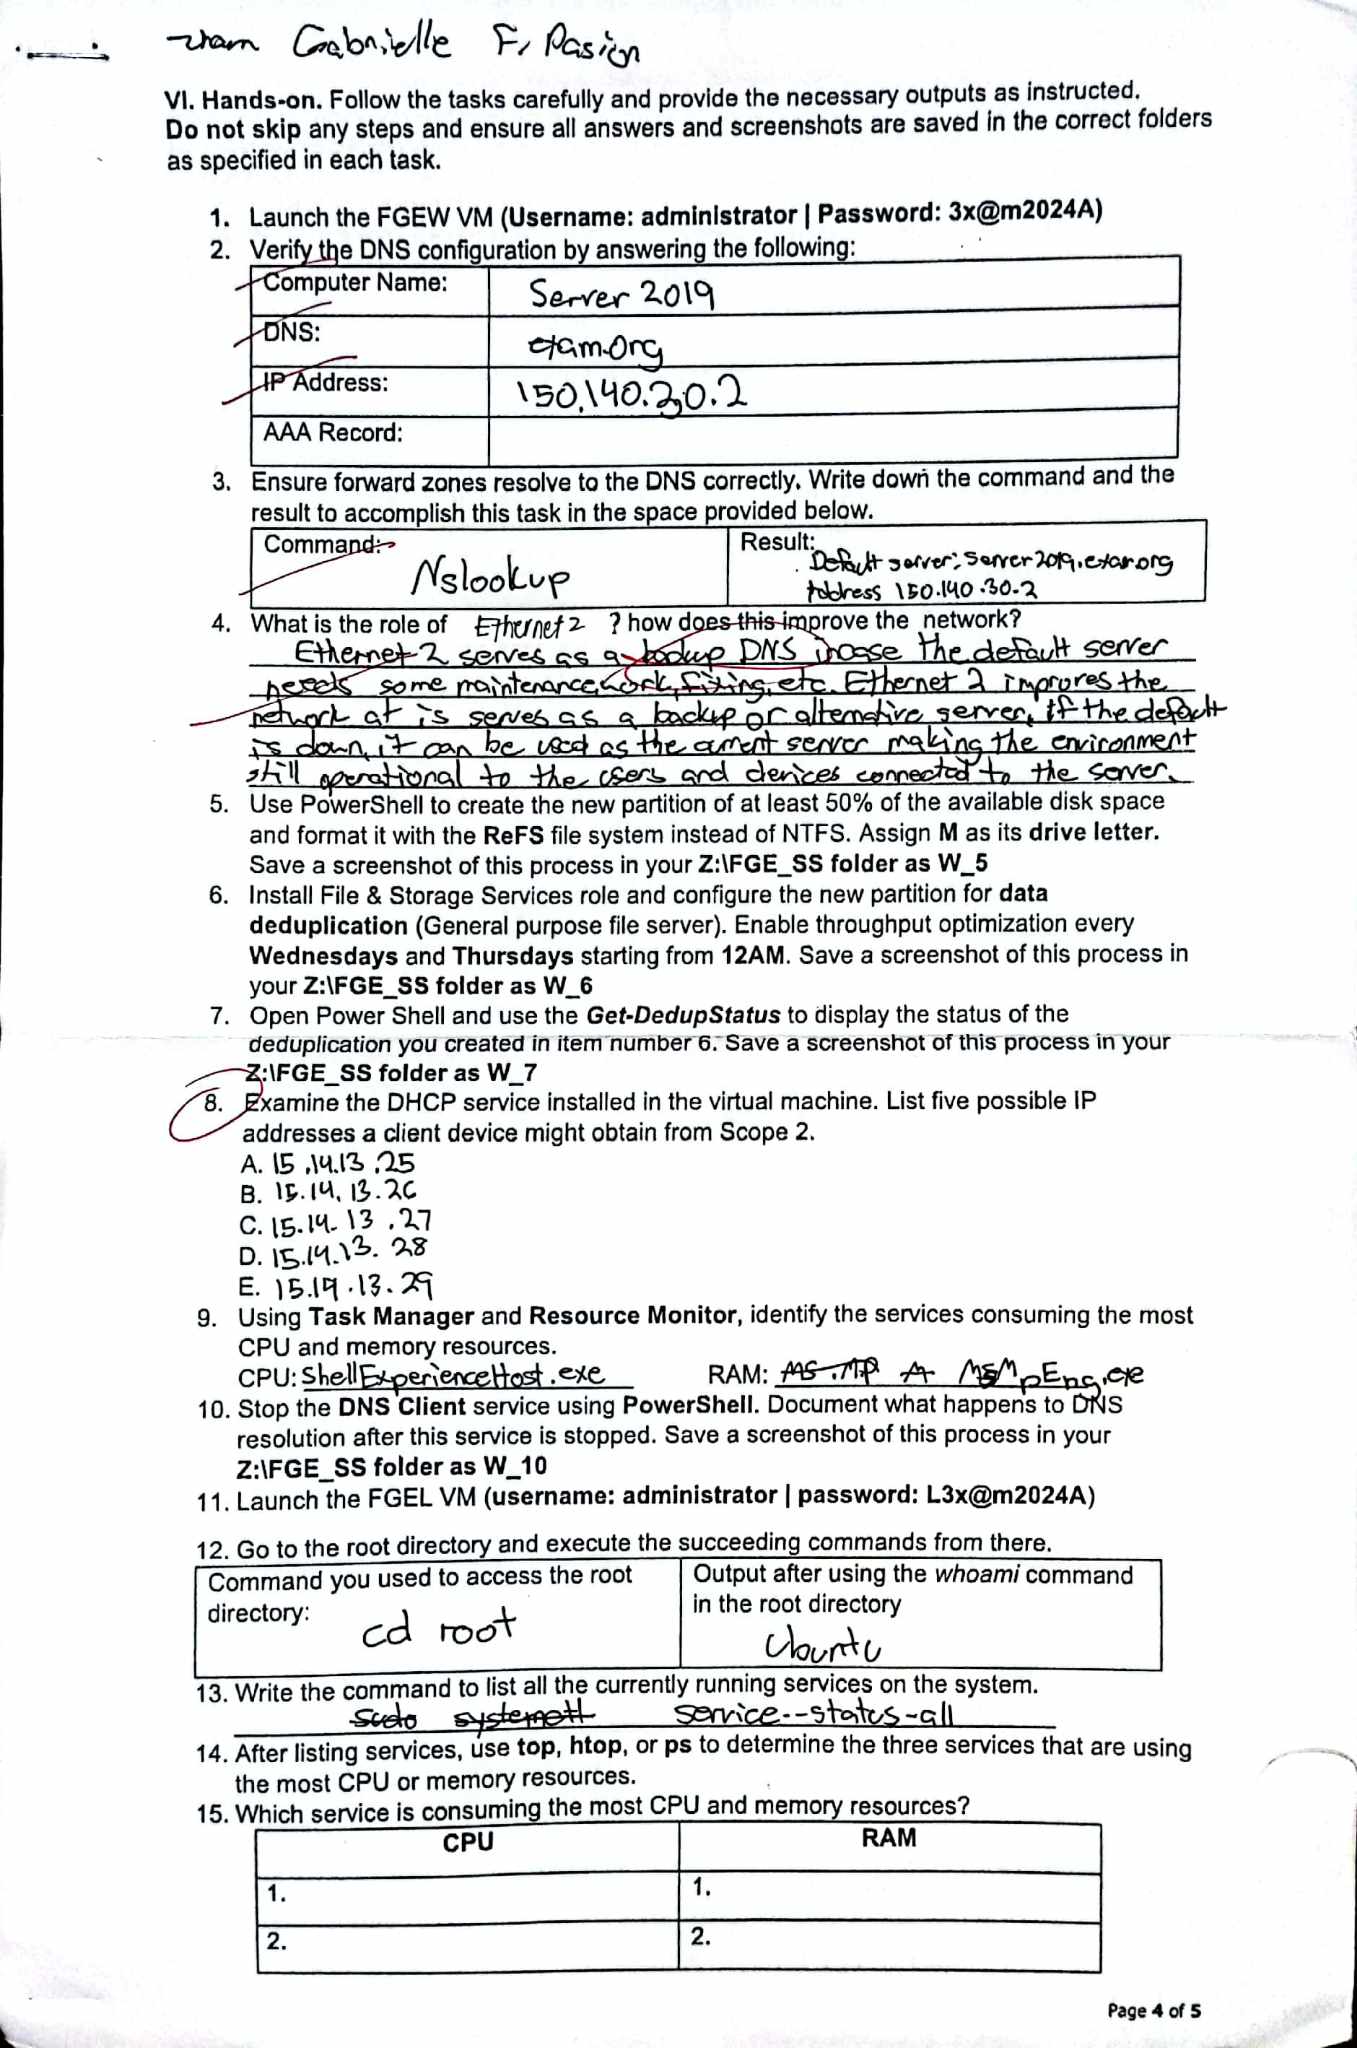 Gabrielle F. Pasion
VI. Hands-on. Follow the tasks carefully and provide the necessary outputs as instructed.
Do not skip any steps and ensure all answers and screenshots are saved in the correct folders
as specified in each task.
1. Launch the FGEW VM (Username: administrator | Password: 3x@m2024A)
2. Verify the DNS configuration by answering the following:
Computer Name: Server 2019
DNS: exam.org
IP Address: 150.140.30.2
AAA Record:
3. Ensure forward zones resolve to the DNS correctly. Write down the command and the
result to accomplish this task in the space provided below.
Command: Nslookup
Result: Default server: Server2019.exam.org
Address 150.140.30.2
4. What is the role of Ethernet 2 ? how does this improve the network?
Ethernet 2 serves as a backup DNS incase the default server
needs some maintenance, work, fixing, etc. Ethernet 2 improves the
network at is serves as a backup or alternative server, if the default
is down, it can be used as the current server making the environment
still operational to the users and devices connected to the server.
5. Use PowerShell to create the new partition of at least 50% of the available disk space
and format it with the ReFS file system instead of NTFS. Assign M as its drive letter.
Save a screenshot of this process in your Z:\FGE_SS folder as W_5
6. Install File & Storage Services role and configure the new partition for data
deduplication (General purpose file server). Enable throughput optimization every
Wednesdays and Thursdays starting from 12AM. Save a screenshot of this process in
your Z:\FGE_SS folder as W_6
7. Open Power Shell and use the Get-DedupStatus to display the status of the
deduplication you created in item number 6. Save a screenshot of this process in your
Z:\FGE_SS folder as W_7
8. Examine the DHCP service installed in the virtual machine. List five possible IP
addresses a client device might obtain from Scope 2.
A. 15.14.13.25
B. 15.14.13.26
C. 15.14.13.27
D. 15.14.13.28
E. 15.14.13.29
9. Using Task Manager and Resource Monitor, identify the services consuming the most
CPU and memory resources.
CPU: ShellExperienceHost.exe RAM: MsMpEng.exe
10. Stop the DNS Client service using PowerShell. Document what happens to DNS
resolution after this service is stopped. Save a screenshot of this process in your
Z:\FGE_SS folder as W_10
11. Launch the FGEL VM (username: administrator | password: L3x@m2024A)
12. Go to the root directory and execute the succeeding commands from there.
Command you used to access the root
directory: cd root
Output after using the whoami command
in the root directory
Ubuntu
13. Write the command to list all the currently running services on the system.
sudo systemctl service --status-all
14. After listing services, use top, htop, or ps to determine the three services that are using
the most CPU or memory resources.
15. Which service is consuming the most CPU and memory resources?
CPU RAM
1. 1.
2. 2.
Page 4 of 5